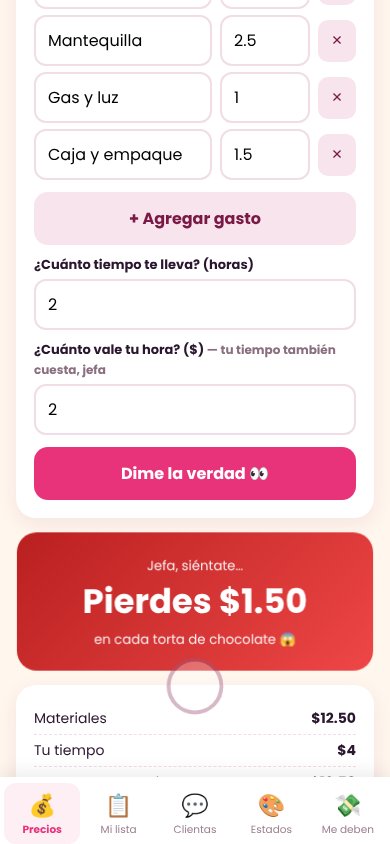 Mantequilla 2.5 ×
Gas y luz 1 ×
Caja y empaque 1.5 ×
+ Agregar gasto
¿Cuánto tiempo te lleva? (horas)
2
¿Cuánto vale tu hora? ($) — tu tiempo también
cuesta, jefa
2
Dime la verdad 👀
Jefa, siéntate…
Pierdes $1.50
en cada torta de chocolate 😱
Materiales $12.50
Tu tiempo $4
Precios Mi lista Clientas Estados Me deben